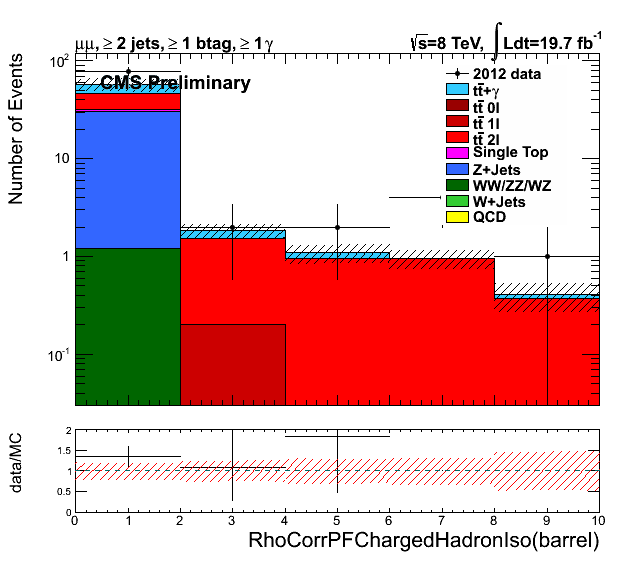 μμ, ≥ 2 jets, ≥ 1 btag, ≥ 1 γ
√s=8 TeV, ∫Ldt=19.7 fb⁻¹
CMS Preliminary
Number of Events
10²
10
1
10⁻¹
2012 data
tt̄+γ
tt̄ 0l
tt̄ 1l
tt̄ 2l
Single Top
Z+Jets
WW/ZZ/WZ
W+Jets
QCD
data/MC
2
1.5
1
0.5
0
0 1 2 3 4 5 6 7 8 9 10
RhoCorrPFChargedHadronIso(barrel)